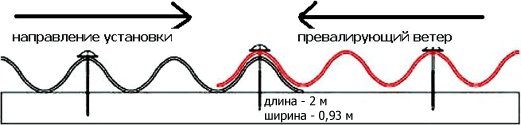 направление установки
превалирующий ветер
длина - 2 м
ширина - 0,93 м